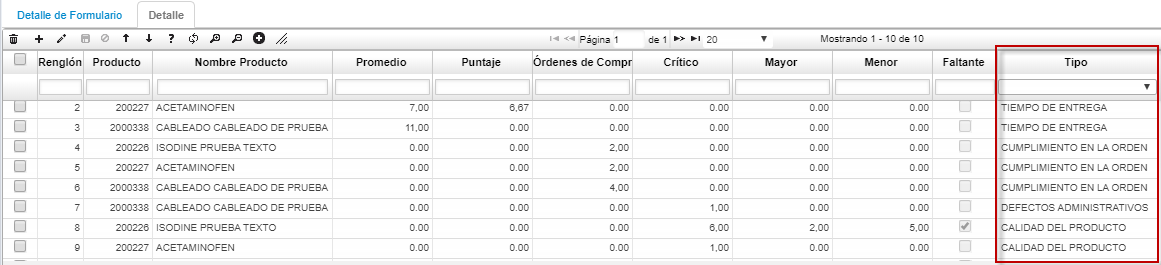 Detalle de Formulario Detalle
Página 1 de 1 20 Mostrando 1 - 10 de 10
Renglón Producto Nombre Producto Promedio Puntaje Órdenes de Compr Crítico Mayor Menor Faltante Tipo
2 200227 ACETAMINOFEN 7,00 6,67 0.00 0.00 0.00 0.00 TIEMPO DE ENTREGA
3 2000338 CABLEADO CABLEADO DE PRUEBA 11,00 0.00 0.00 0.00 0.00 0.00 TIEMPO DE ENTREGA
4 200226 ISODINE PRUEBA TEXTO 0.00 0.00 2,00 0.00 0.00 0.00 CUMPLIMIENTO EN LA ORDEN
5 200227 ACETAMINOFEN 0.00 0.00 2,00 0.00 0.00 0.00 CUMPLIMIENTO EN LA ORDEN
6 2000338 CABLEADO CABLEADO DE PRUEBA 0.00 0.00 4,00 0.00 0.00 0.00 CUMPLIMIENTO EN LA ORDEN
7 2000338 CABLEADO CABLEADO DE PRUEBA 0.00 0.00 0.00 1,00 0.00 0.00 DEFECTOS ADMINISTRATIVOS
8 200226 ISODINE PRUEBA TEXTO 0.00 0.00 0.00 6,00 2,00 5,00 CALIDAD DEL PRODUCTO
9 200227 ACETAMINOFEN 0.00 0.00 0.00 1,00 0.00 0.00 CALIDAD DEL PRODUCTO